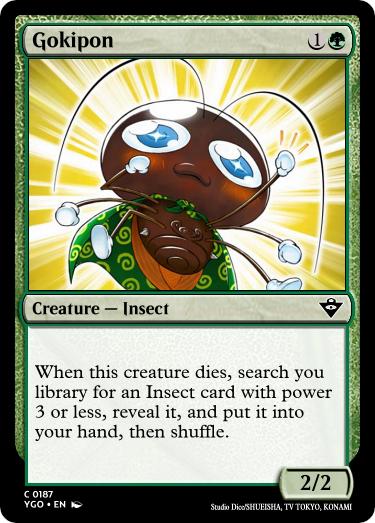 Gokipon 1
Creature — Insect
When this creature dies, search you
library for an Insect card with power
3 or less, reveal it, and put it into
your hand, then shuffle.
2/2
C 0187
YGO • EN
Studio Dice/SHUEISHA, TV TOKYO, KONAMI